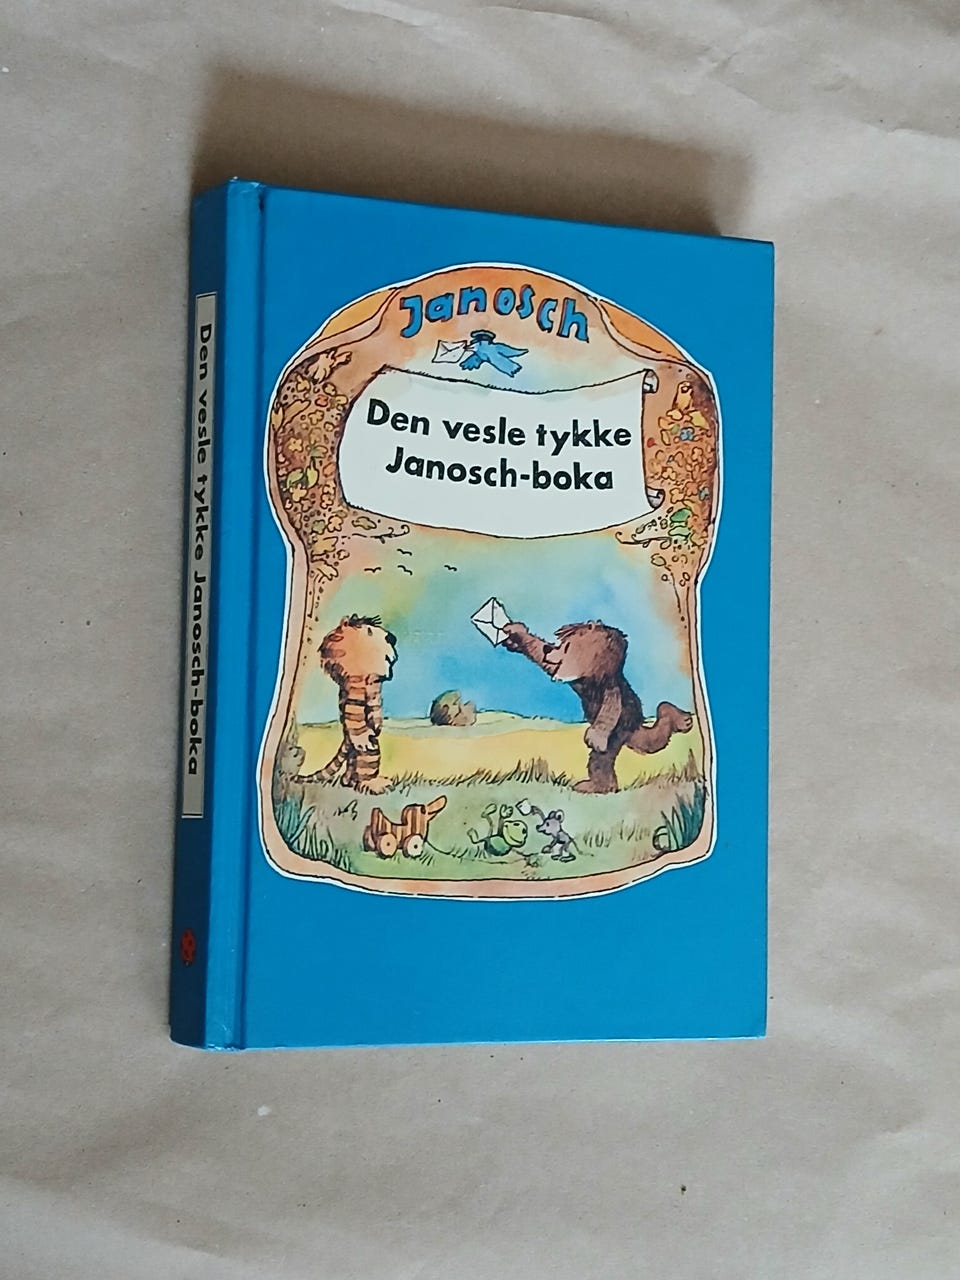 Janosch
Den vesle tykke
Janosch-boka
Den vesle tykke Janosch-boka